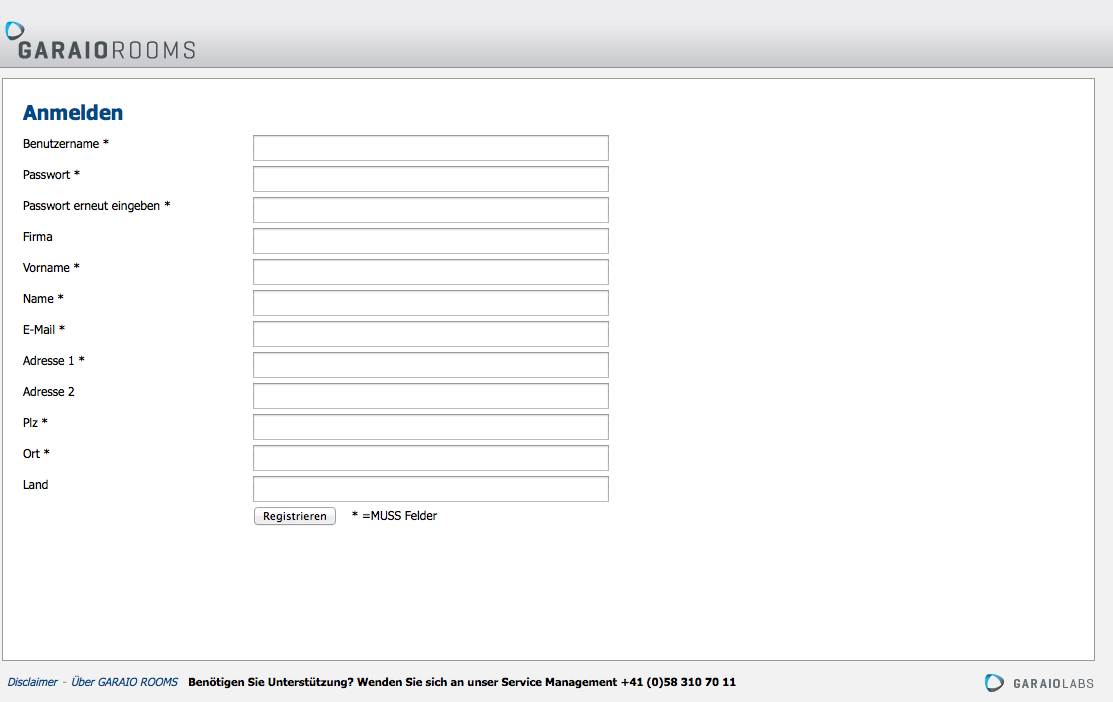 GARAIOROOMS
Anmelden
Benutzername *
Passwort *
Passwort erneut eingeben *
Firma
Vorname *
Name *
E-Mail *
Adresse 1 *
Adresse 2
Plz *
Ort *
Land
Registrieren * =MUSS Felder
Disclaimer - Über GARAIO ROOMS Benötigen Sie Unterstützung? Wenden Sie sich an unser Service Management +41 (0)58 310 70 11 GARAIOLABS